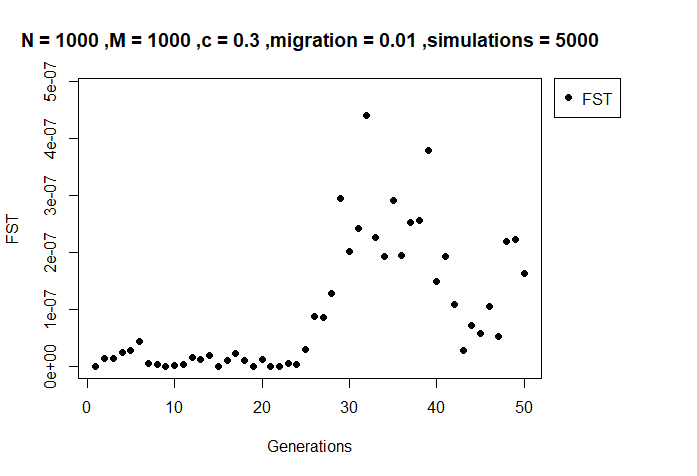 N = 1000 ,M = 1000 ,c = 0.3 ,migration = 0.01 ,simulations = 5000
FST
5e-07
4e-07
3e-07
2e-07
1e-07
0e+00
FST
0 10 20 30 40 50
Generations